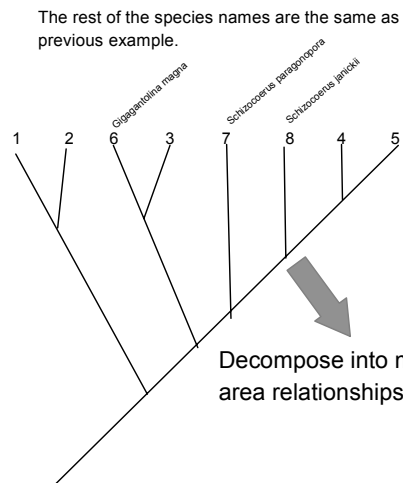 The rest of the species names are the same as
previous example.
Gigagantolina magna
Schizocoerus paragonopora
Schizocoerus janickii
1 2 6 3 7 8 4 5
Decompose into
area relationships